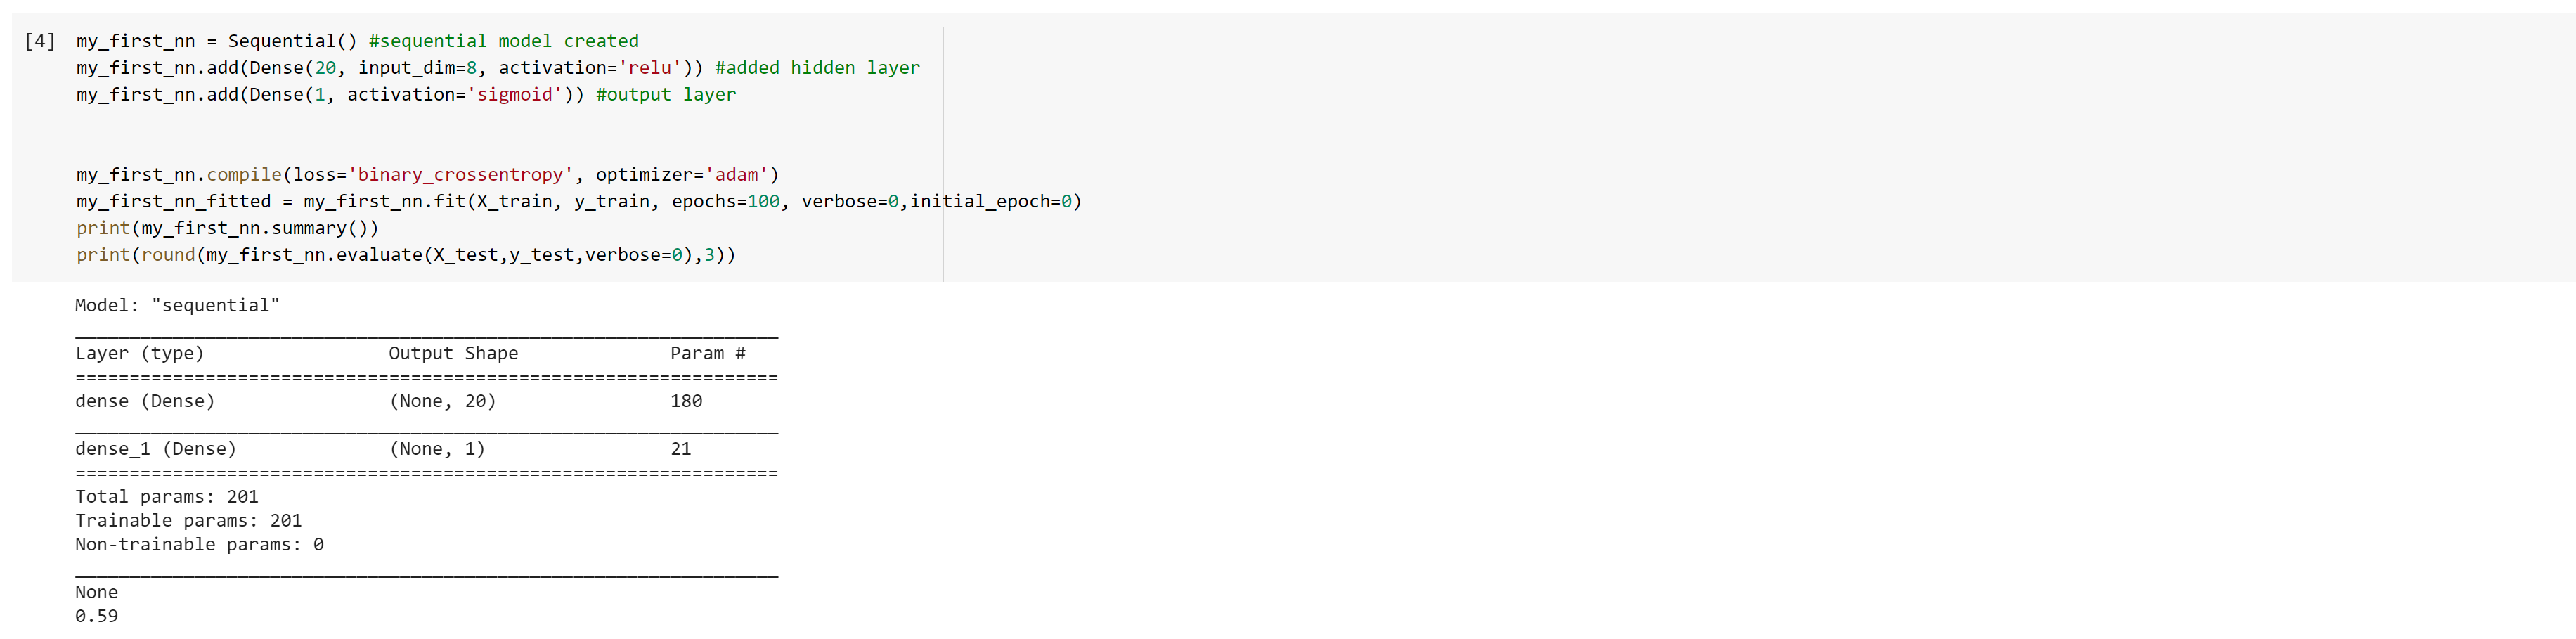 [4] my_first_nn = Sequential() #sequential model created
my_first_nn.add(Dense(20, input_dim=8, activation='relu')) #added hidden layer
my_first_nn.add(Dense(1, activation='sigmoid')) #output layer
my_first_nn.compile(loss='binary_crossentropy', optimizer='adam')
my_first_nn_fitted = my_first_nn.fit(X_train, y_train, epochs=100, verbose=0,initial_epoch=0)
print(my_first_nn.summary())
print(round(my_first_nn.evaluate(X_test,y_test,verbose=0),3))
Model: "sequential"
_________________________________________________________________
Layer (type)                 Output Shape              Param #
=================================================================
dense (Dense)                (None, 20)                180
_________________________________________________________________
dense_1 (Dense)              (None, 1)                 21
=================================================================
Total params: 201
Trainable params: 201
Non-trainable params: 0
_________________________________________________________________
None
0.59